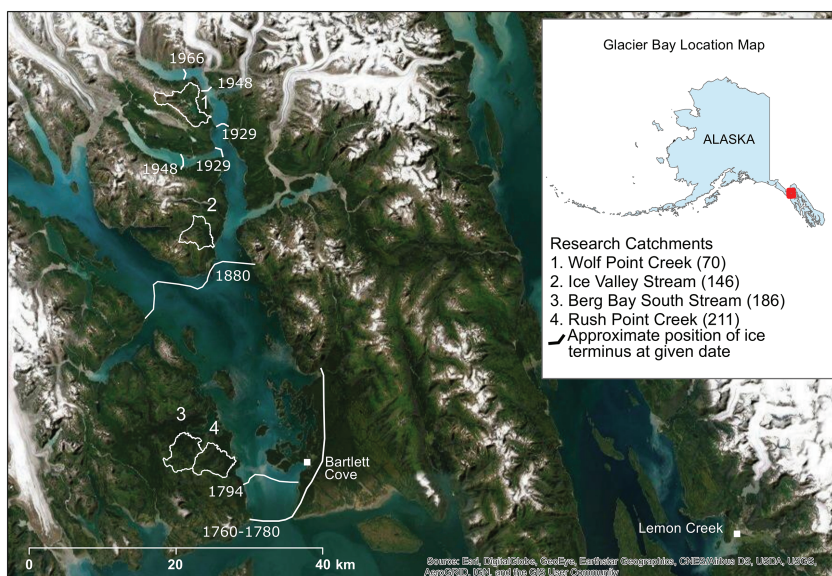 1966
1948
1
1929
1948
1929
2
1880
3
4
1794
Bartlett
Cove
1760-1780
0
20
40 km
Lemon Creek
Source: Esri, DigitalGlobe, GeoEye, Earthstar Geographics, CNES/Airbus DS, USDA, USGS,
AeroGRID, IGN, and the GIS User Community
Glacier Bay Location Map
ALASKA
Research Catchments
1. Wolf Point Creek (70)
2. Ice Valley Stream (146)
3. Berg Bay South Stream (186)
4. Rush Point Creek (211)
Approximate position of ice
terminus at given date